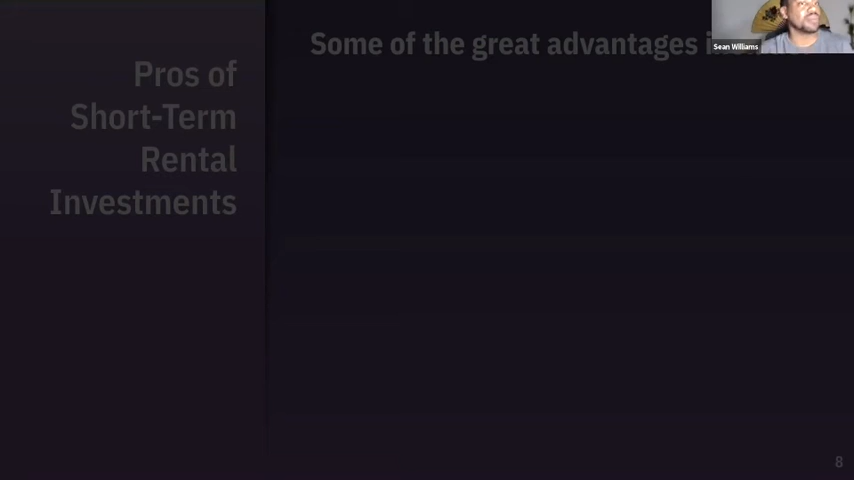 Pros of
Short-Term
Rental
Investments
Some of the great advantages
Sean Williams
8